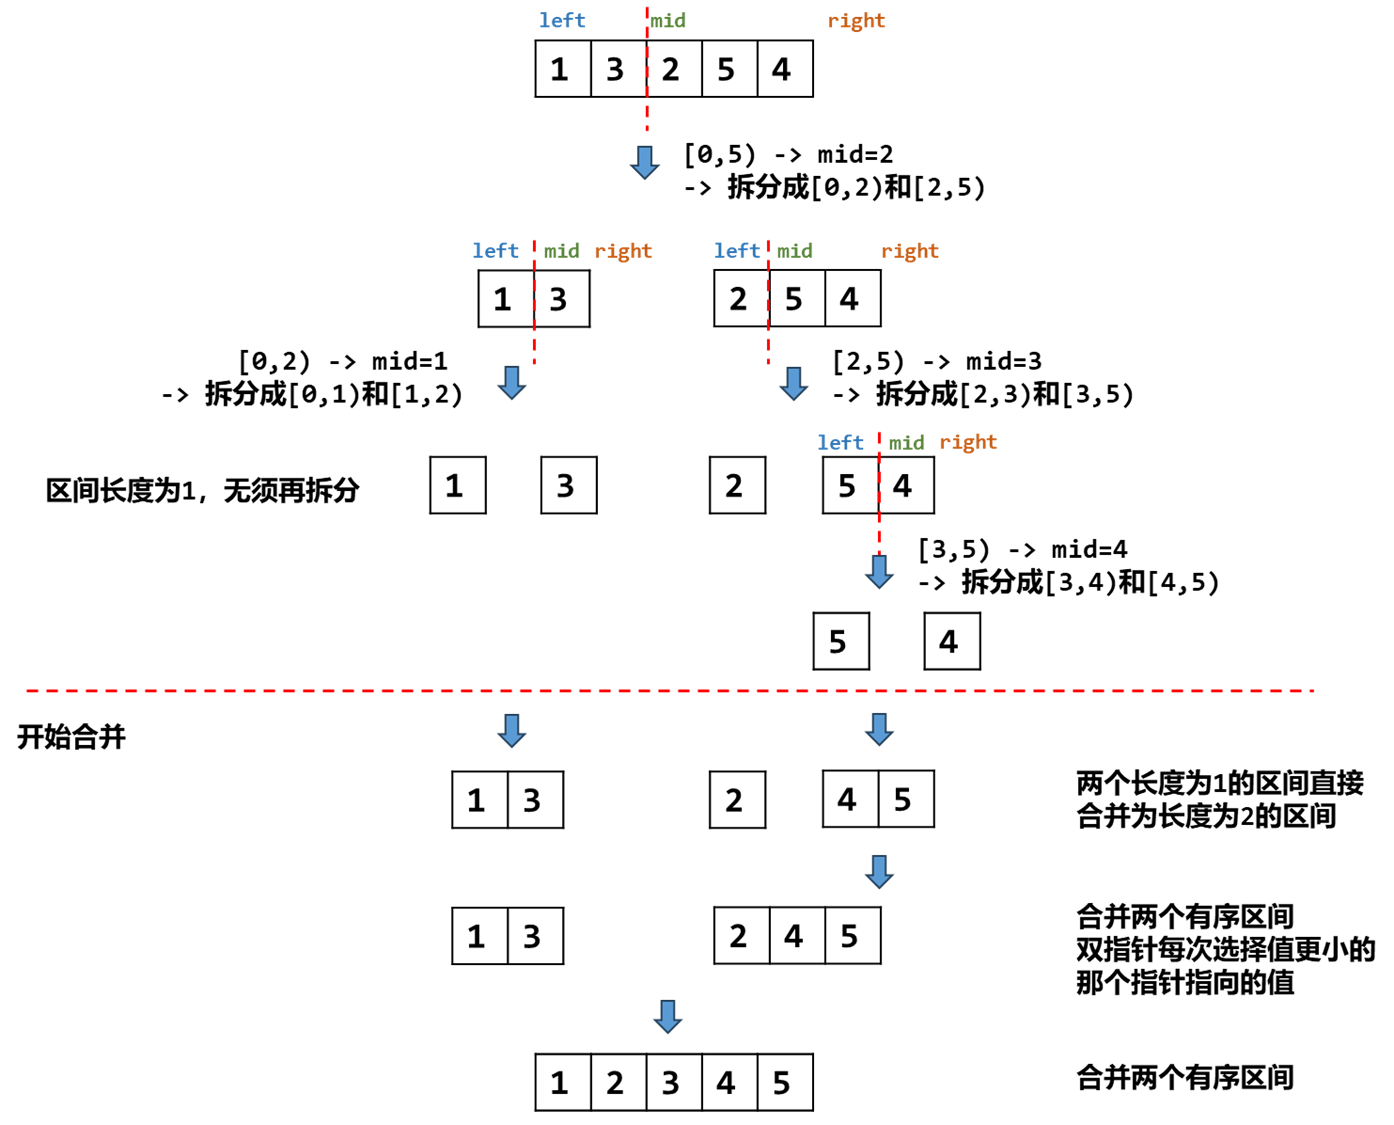 left mid right
1 3 2 5 4
[0,5) -> mid=2
-> 拆分成[0,2)和[2,5)
left mid right left mid right
1 3 2 5 4
[0,2) -> mid=1
-> 拆分成[0,1)和[1,2)
[2,5) -> mid=3
-> 拆分成[2,3)和[3,5)
left mid right
区间长度为1，无须再拆分
1 3 2 5 4
[3,5) -> mid=4
-> 拆分成[3,4)和[4,5)
5 4
开始合并
1 3 2 4 5
两个长度为1的区间直接
合并为长度为2的区间
1 3 2 4 5
合并两个有序区间
双指针每次选择值更小的
那个指针指向的值
1 2 3 4 5
合并两个有序区间